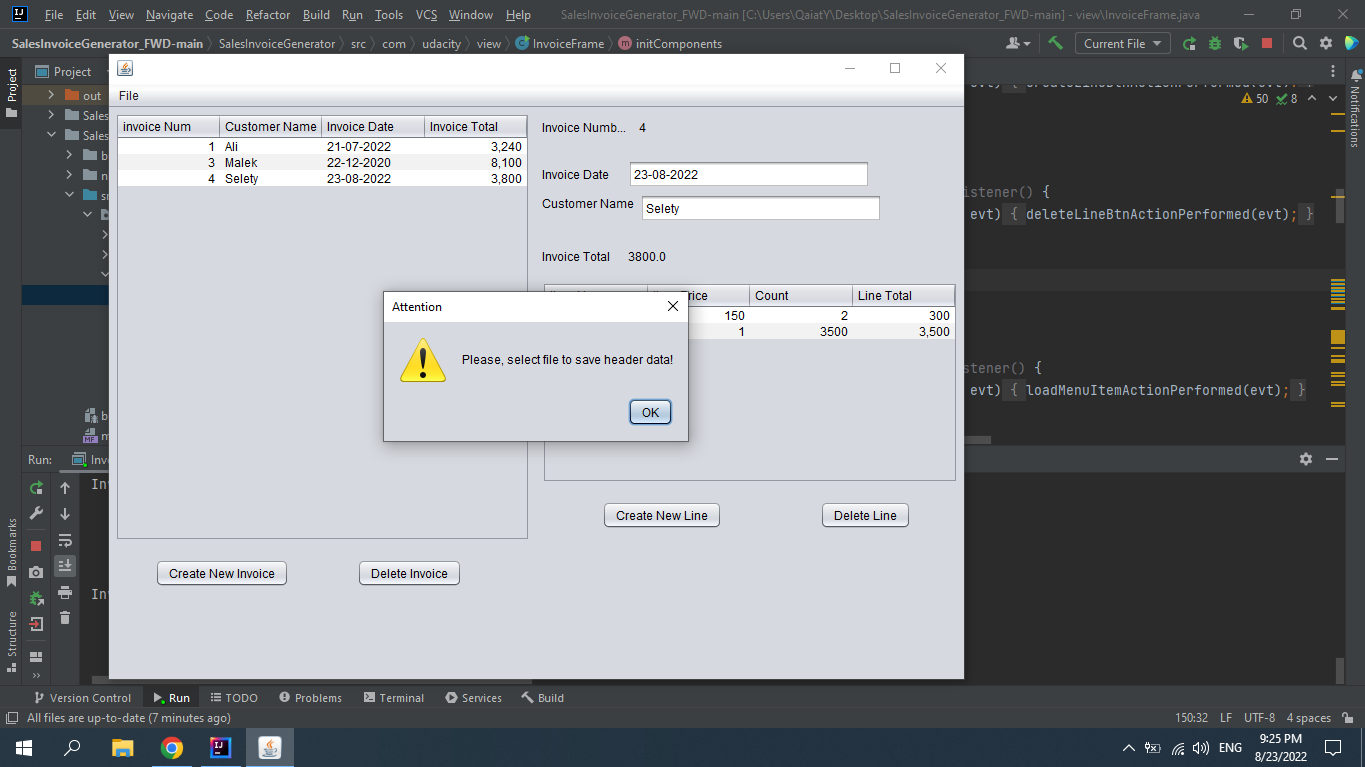 File Edit View Navigate Code Refactor Build Run Tools VCS Window Help SalesInvoiceGenerator_FWD-main [C:\Users\QaiatY\Desktop\SalesInvoiceGenerator_FWD-main] - view\InvoiceFrame.java
SalesInvoiceGenerator_FWD-main SalesInvoiceGenerator src com udacity view InvoiceFrame initComponents Current File
Project
Project
out
Sales
Sales
50 8
Notifications
File
invoice Num Customer Name Invoice Date Invoice Total
1 Ali 21-07-2022 3,240
3 Malek 22-12-2020 8,100
4 Selety 23-08-2022 3,800
Invoice Numb... 4
Invoice Date 23-08-2022
Customer Name Selety
Invoice Total 3800.0
Price Count Line Total
150 2 300
1 3500 3,500
Attention
Please, select file to save header data!
OK
Create New Line Delete Line
Create New Invoice Delete Invoice
istener() {
evt) { deleteLineBtnActionPerformed(evt); }
stener() {
evt) { loadMenuItemActionPerformed(evt); }
Run: Inv
Bookmarks
Structure
Version Control Run TODO Problems Terminal Services Build
All files are up-to-date (7 minutes ago) 150:32 LF UTF-8 4 spaces
ENG 9:25 PM
8/23/2022